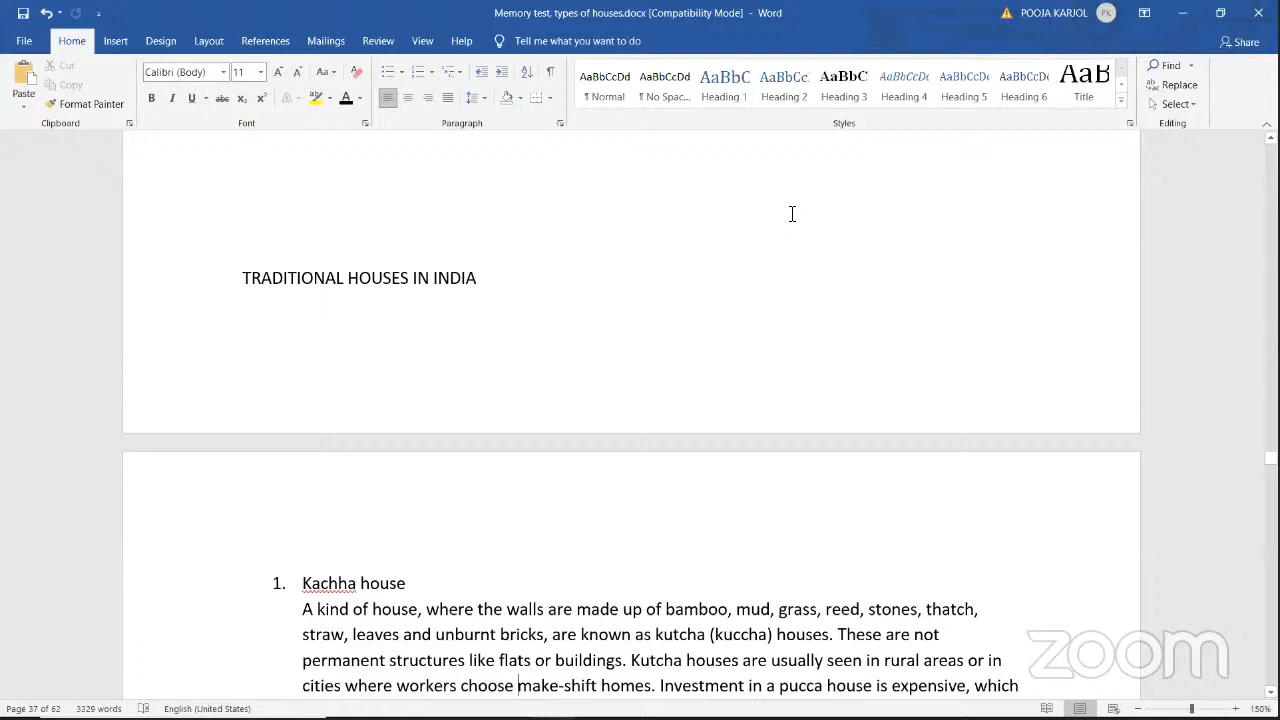 Memory test, types of houses.docx [Compatibility Mode] - Word
POOJA KARJOL PK
File Home Insert Design Layout References Mailings Review View Help Tell me what you want to do
Share
Paste
Cut
Copy
Format Painter
Clipboard
Calibri (Body) 11
Aa
B I U abc x₂ x² A A
Font
Paragraph
AaBbCcDd AaBbCcDd AaBbC AaBbCc. AaBbC AaBbCcDc AaBbCcD AaBbCcD AaB
¶ Normal ¶ No Spac... Heading 1 Heading 2 Heading 3 Heading 4 Heading 5 Heading 6 Title
Styles
Find
Replace
Select
Editing
TRADITIONAL HOUSES IN INDIA
1. Kachha house
A kind of house, where the walls are made up of bamboo, mud, grass, reed, stones, thatch,
straw, leaves and unburnt bricks, are known as kutcha (kuccha) houses. These are not
permanent structures like flats or buildings. Kutcha houses are usually seen in rural areas or in
cities where workers choose make-shift homes. Investment in a pucca house is expensive, which
zoom
Page 37 of 62 3329 words English (United States) 150%